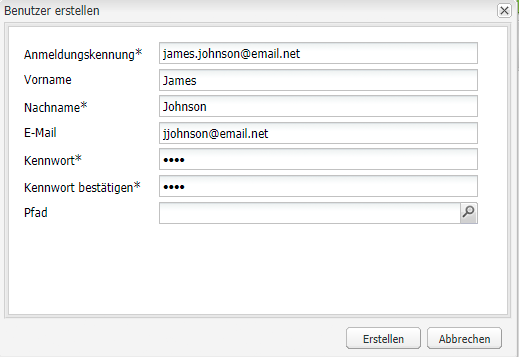 Benutzer erstellen
Anmeldungskennung* james.johnson@email.net
Vorname James
Nachname* Johnson
E-Mail jjohnson@email.net
Kennwort* ••••
Kennwort bestätigen* ••••
Pfad
Erstellen Abbrechen